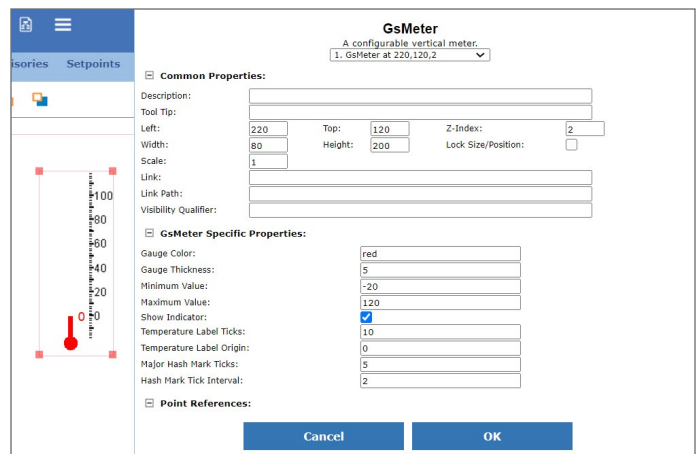 GsMeter
A configurable vertical meter.
1. GsMeter at 220,120,2
isories Setpoints
Common Properties:
Description:
Tool Tip:
Left: 220 Top: 120 Z-Index: 2
Width: 80 Height: 200 Lock Size/Position:
Scale: 1
Link:
Link Path:
Visibility Qualifier:
100
80
60
40
20
0 0
GsMeter Specific Properties:
Gauge Color: red
Gauge Thickness: 5
Minimum Value: -20
Maximum Value: 120
Show Indicator:
Temperature Label Ticks: 10
Temperature Label Origin: 0
Major Hash Mark Ticks: 5
Hash Mark Tick Interval: 2
Point References:
Cancel OK